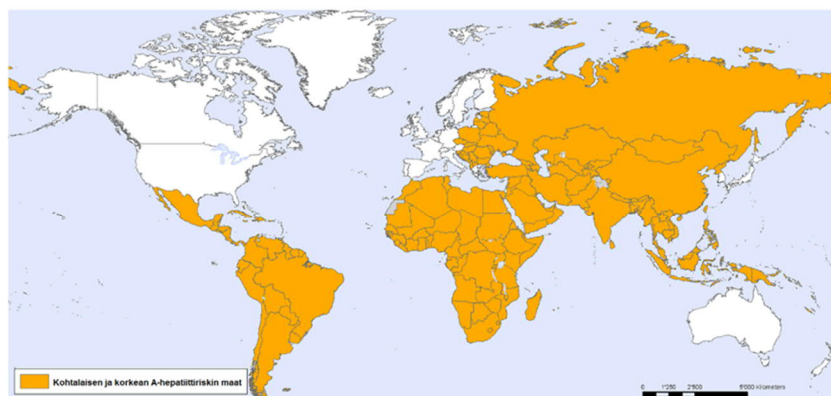 Kohtalaisen ja korkean A-hepatiittiriskin maat
0 1'250 2'500 5'000 Kilometers